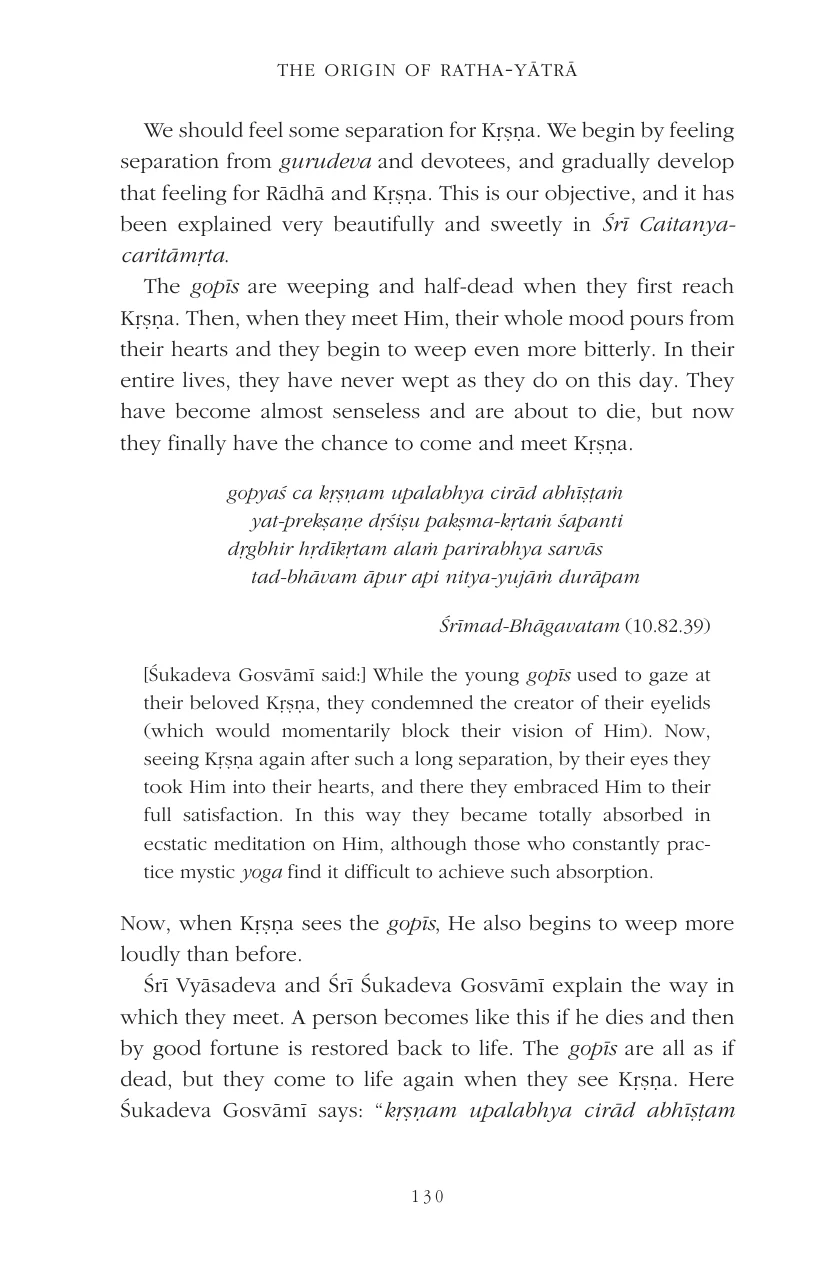 THE ORIGIN OF RATHA-YĀTRĀ
We should feel some separation for Kṛṣṇa. We begin by feeling
separation from gurudeva and devotees, and gradually develop
that feeling for Rādhā and Kṛṣṇa. This is our objective, and it has
been explained very beautifully and sweetly in Śrī Caitanya-
caritāmṛta.
The gopīs are weeping and half-dead when they first reach
Kṛṣṇa. Then, when they meet Him, their whole mood pours from
their hearts and they begin to weep even more bitterly. In their
entire lives, they have never wept as they do on this day. They
have become almost senseless and are about to die, but now
they finally have the chance to come and meet Kṛṣṇa.
gopyaś ca kṛṣṇam upalabhya cirād abhīṣṭaṁ
yat-prekṣaṇe dṛśiṣu pakṣma-kṛtaṁ śapanti
dṛgbhir hṛdīkṛtam alaṁ parirabhya sarvās
tad-bhāvam āpur api nitya-yujāṁ durāpam
Śrīmad-Bhāgavatam (10.82.39)
[Śukadeva Gosvāmī said:] While the young gopīs used to gaze at
their beloved Kṛṣṇa, they condemned the creator of their eyelids
(which would momentarily block their vision of Him). Now,
seeing Kṛṣṇa again after such a long separation, by their eyes they
took Him into their hearts, and there they embraced Him to their
full satisfaction. In this way they became totally absorbed in
ecstatic meditation on Him, although those who constantly prac-
tice mystic yoga find it difficult to achieve such absorption.
Now, when Kṛṣṇa sees the gopīs, He also begins to weep more
loudly than before.
Śrī Vyāsadeva and Śrī Śukadeva Gosvāmī explain the way in
which they meet. A person becomes like this if he dies and then
by good fortune is restored back to life. The gopīs are all as if
dead, but they come to life again when they see Kṛṣṇa. Here
Śukadeva Gosvāmī says: “kṛṣṇam upalabhya cirād abhīṣṭam
130